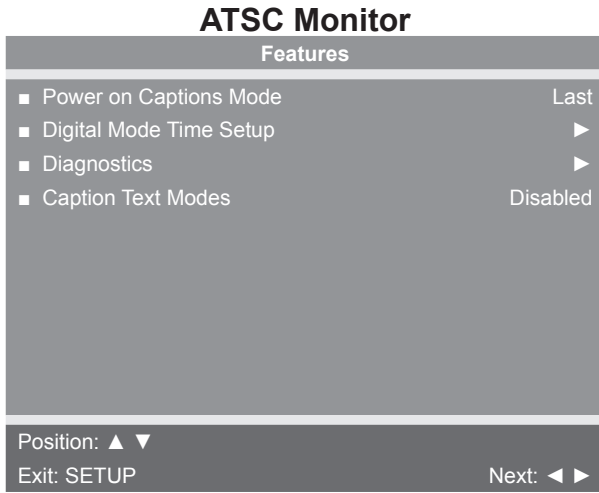 ATSC Monitor
Features
■ Power on Captions Mode Last
■ Digital Mode Time Setup ►
■ Diagnostics ►
■ Caption Text Modes Disabled
Position: ▲ ▼
Exit: SETUP Next: ◄ ►